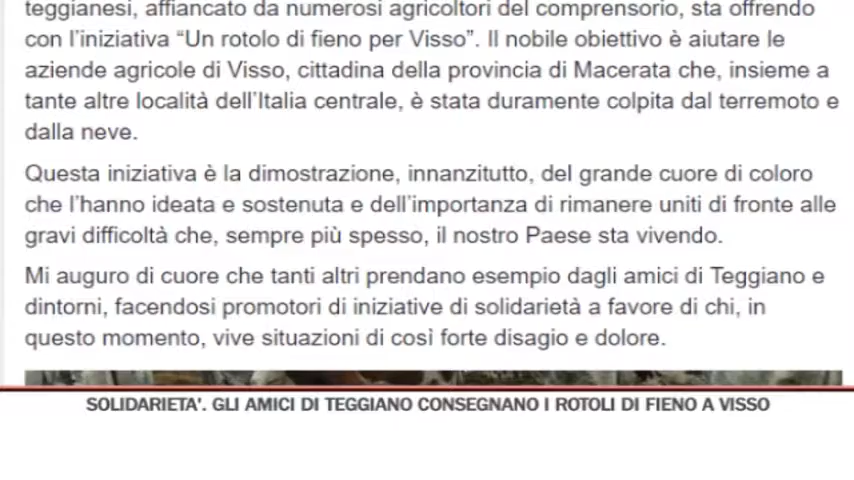 teggianesi, affiancato da numerosi agricoltori del comprensorio, sta offrendo
con l'iniziativa “Un rotolo di fieno per Visso”. Il nobile obiettivo è aiutare le
aziende agricole di Visso, cittadina della provincia di Macerata che, insieme a
tante altre località dell'Italia centrale, è stata duramente colpita dal terremoto e
dalla neve.
Questa iniziativa è la dimostrazione, innanzitutto, del grande cuore di coloro
che l'hanno ideata e sostenuta e dell'importanza di rimanere uniti di fronte alle
gravi difficoltà che, sempre più spesso, il nostro Paese sta vivendo.
Mi auguro di cuore che tanti altri prendano esempio dagli amici di Teggiano e
dintorni, facendosi promotori di iniziative di solidarietà a favore di chi, in
questo momento, vive situazioni di così forte disagio e dolore.
SOLIDARIETA'. GLI AMICI DI TEGGIANO CONSEGNANO I ROTOLI DI FIENO A VISSO